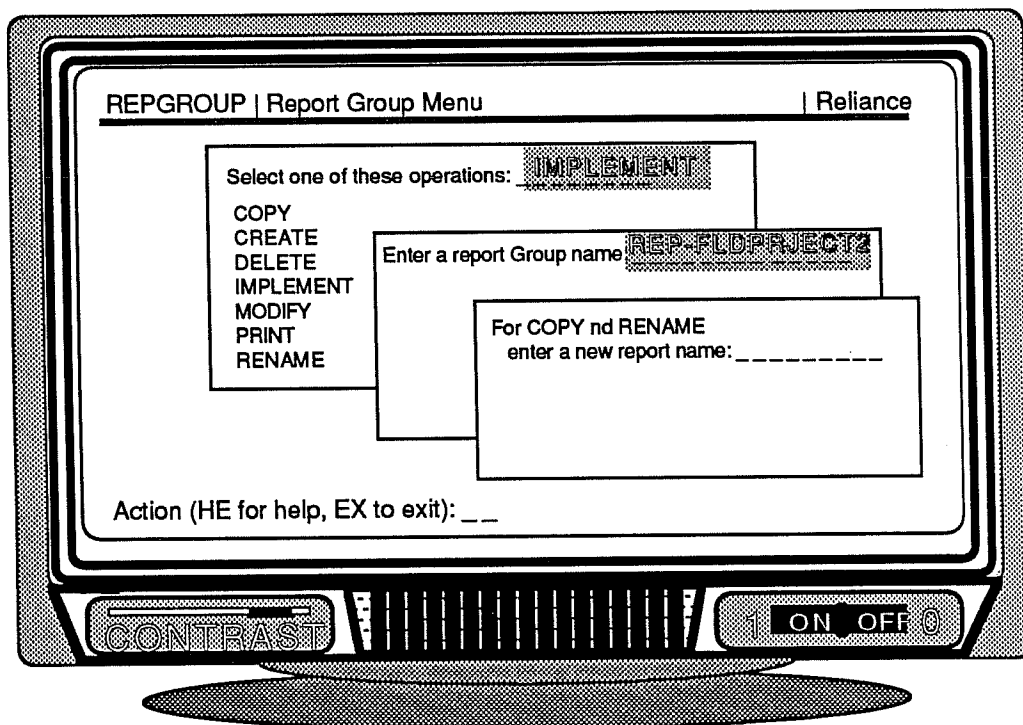 REPGROUP | Report Group Menu | Reliance
Select one of these operations: IMPLEMENT
COPY
CREATE
DELETE
IMPLEMENT
MODIFY
PRINT
RENAME
Enter a report Group name REP-FLDPRJECT2
For COPY nd RENAME
enter a new report name: _ _ _ _ _ _ _ _ _
Action (HE for help, EX to exit): _ _
CONTRAST
1 ON OFF 0